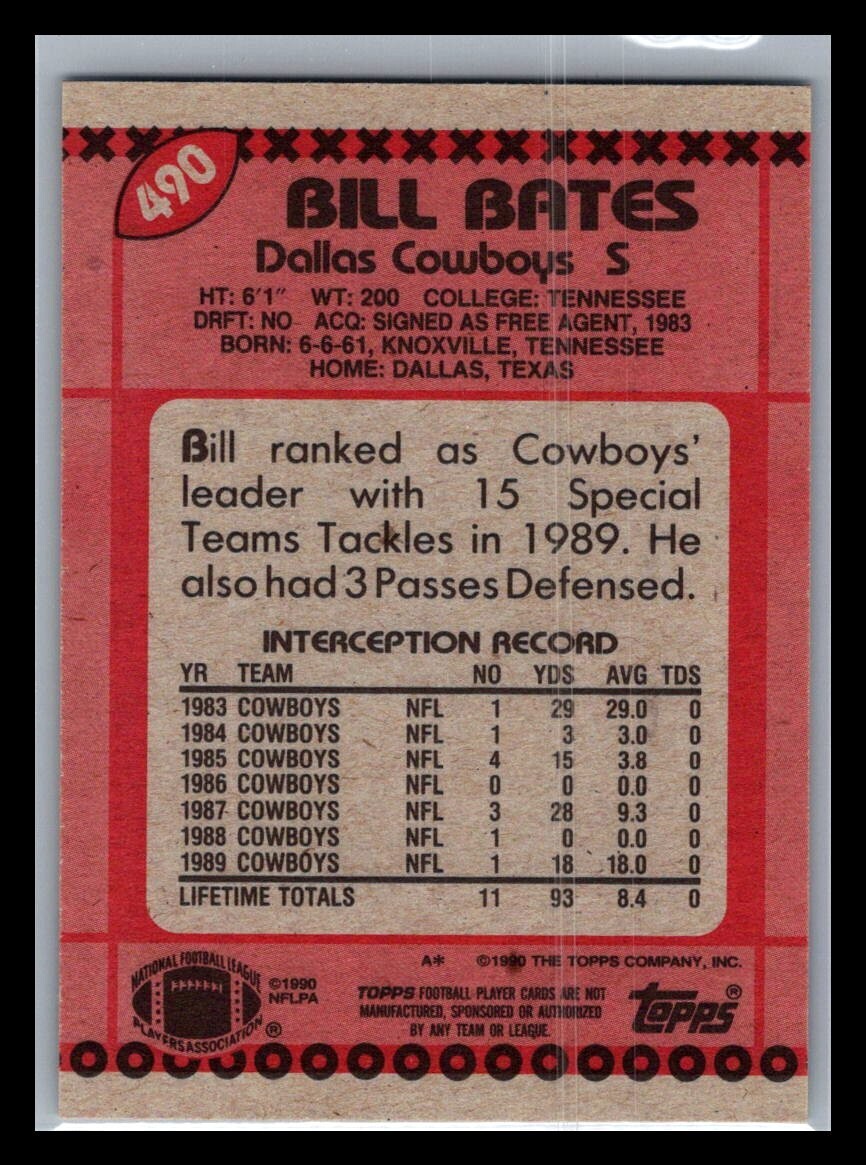 490
BILL BATES
Dallas Cowboys S
HT: 6'1" WT: 200 COLLEGE: TENNESSEE
DRFT: NO ACQ: SIGNED AS FREE AGENT, 1983
BORN: 6-6-61, KNOXVILLE, TENNESSEE
HOME: DALLAS, TEXAS
Bill ranked as Cowboys'
leader with 15 Special
Teams Tackles in 1989. He
also had 3 Passes Defensed.
INTERCEPTION RECORD
YR TEAM NO YDS AVG TDS
1983 COWBOYS NFL 1 29 29.0 0
1984 COWBOYS NFL 1 3 3.0 0
1985 COWBOYS NFL 4 15 3.8 0
1986 COWBOYS NFL 0 0 0.0 0
1987 COWBOYS NFL 3 28 9.3 0
1988 COWBOYS NFL 1 0 0.0 0
1989 COWBOYS NFL 1 18 18.0 0
LIFETIME TOTALS 11 93 8.4 0
A* ©1990 THE TOPPS COMPANY, INC.
NATIONAL FOOTBALL LEAGUE
PLAYERS ASSOCIATION ®
©1990
NFLPA
TOPPS FOOTBALL PLAYER CARDS ARE NOT
MANUFACTURED, SPONSORED OR AUTHORIZED
BY ANY TEAM OR LEAGUE.
topps®